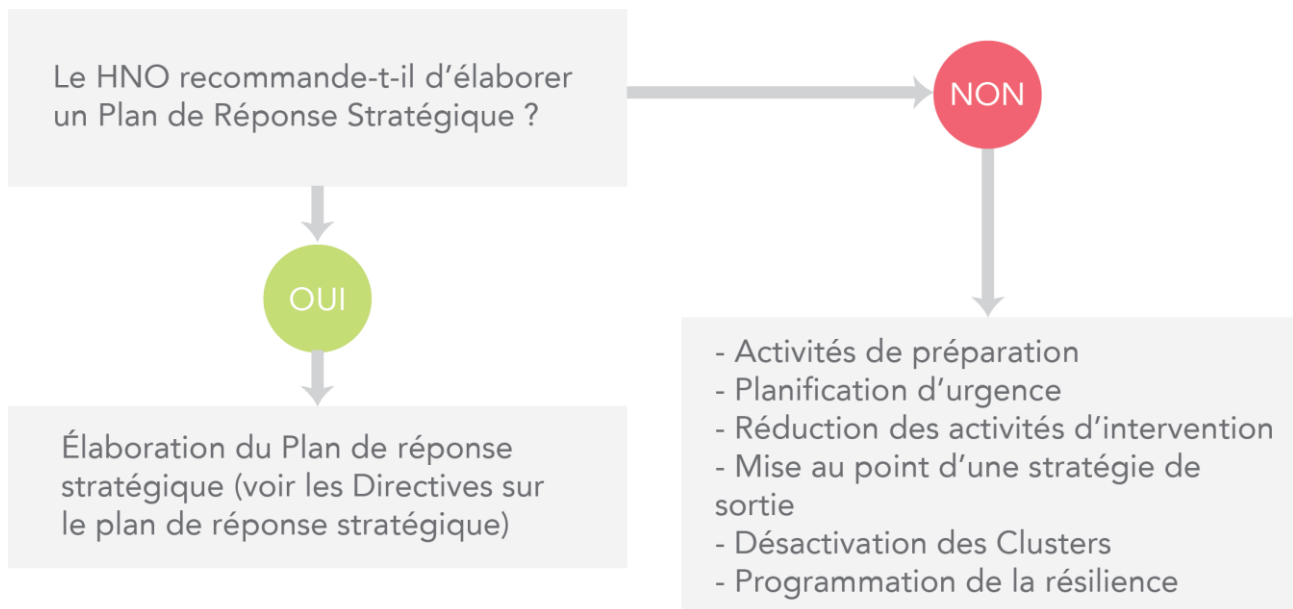 Le HNO recommande-t-il d’élaborer
un Plan de Réponse Stratégique ?
NON
OUI
Élaboration du Plan de réponse
stratégique (voir les Directives sur
le plan de réponse stratégique)
- Activités de préparation
- Planification d’urgence
- Réduction des activités d’intervention
- Mise au point d’une stratégie de
sortie
- Désactivation des Clusters
- Programmation de la résilience